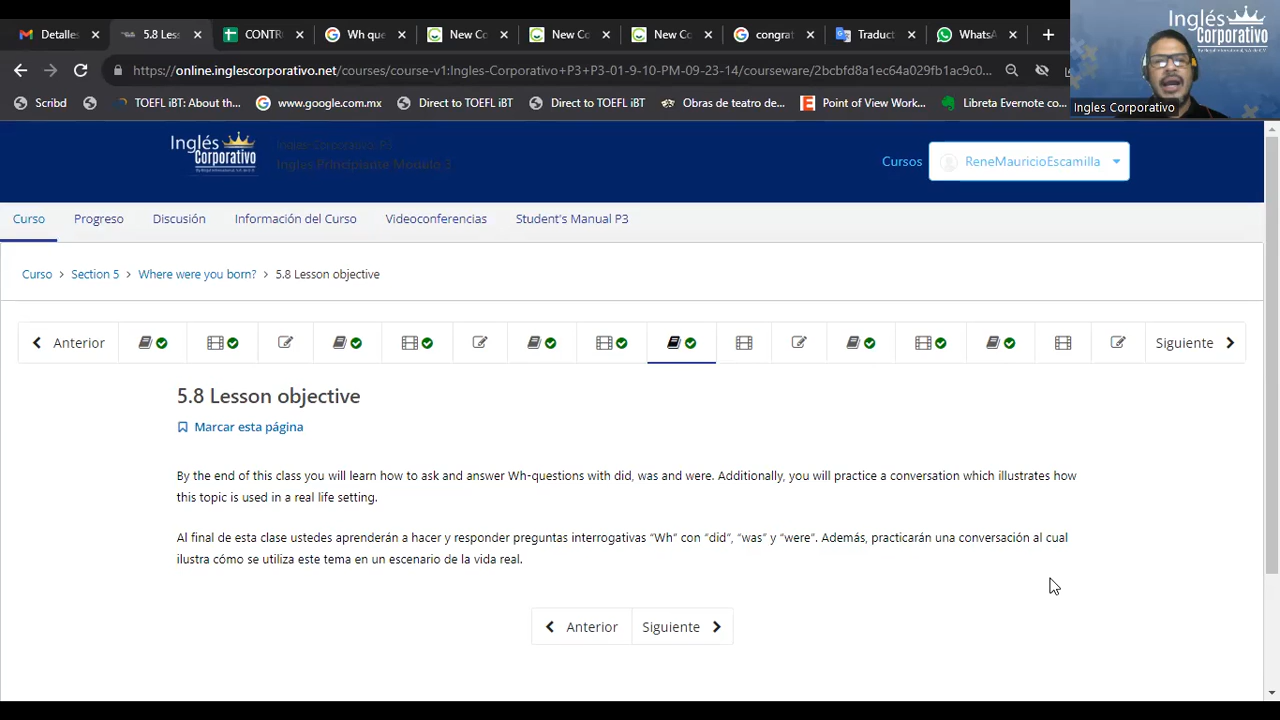 Detalles
5.8 Les
CONTR
Wh que
New Co
New Co
New Co
congrat
Traduct
WhatsA
https://online.inglescorporativo.net/courses/course-v1:Ingles-Corporativo+P3+P3-01-9-10-PM-09-23-14/courseware/2bcbfd8a1ec64a029fb1ac9c0...
Scribd
TOEFL iBT: About th...
www.google.com.mx
Direct to TOEFL iBT
Direct to TOEFL iBT
Obras de teatro de...
Point of View Work...
Libreta Evernote co...
Inglés
Corporativo
Ingles Corporativo
Inglés
Corporativo
Ingles Corporativo: P3
Ingles Principiante Modulo 3
Cursos
ReneMauricioEscamilla
Curso
Progreso
Discusión
Información del Curso
Videoconferencias
Student's Manual P3
Curso > Section 5 > Where were you born? > 5.8 Lesson objective
Anterior
Siguiente
5.8 Lesson objective
Marcar esta página
By the end of this class you will learn how to ask and answer Wh-questions with did, was and were. Additionally, you will practice a conversation which illustrates how
this topic is used in a real life setting.
Al final de esta clase ustedes aprenderán a hacer y responder preguntas interrogativas “Wh” con “did”, “was” y “were”. Además, practicarán una conversación al cual
ilustra cómo se utiliza este tema en un escenario de la vida real.
Anterior
Siguiente